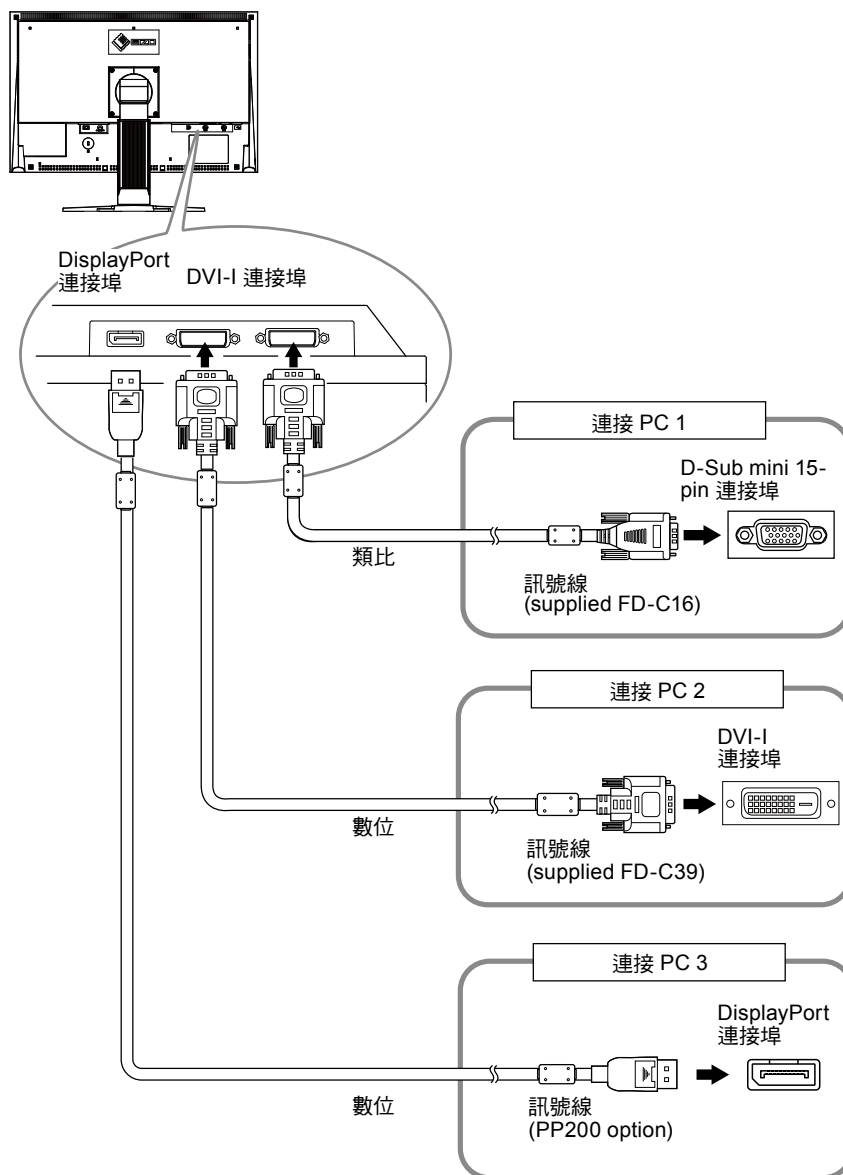 DisplayPort
連接埠
DVI-I 連接埠
連接 PC 1
D-Sub mini 15-
pin 連接埠
類比
訊號線
(supplied FD-C16)
連接 PC 2
DVI-I
連接埠
數位
訊號線
(supplied FD-C39)
連接 PC 3
DisplayPort
連接埠
數位
訊號線
(PP200 option)